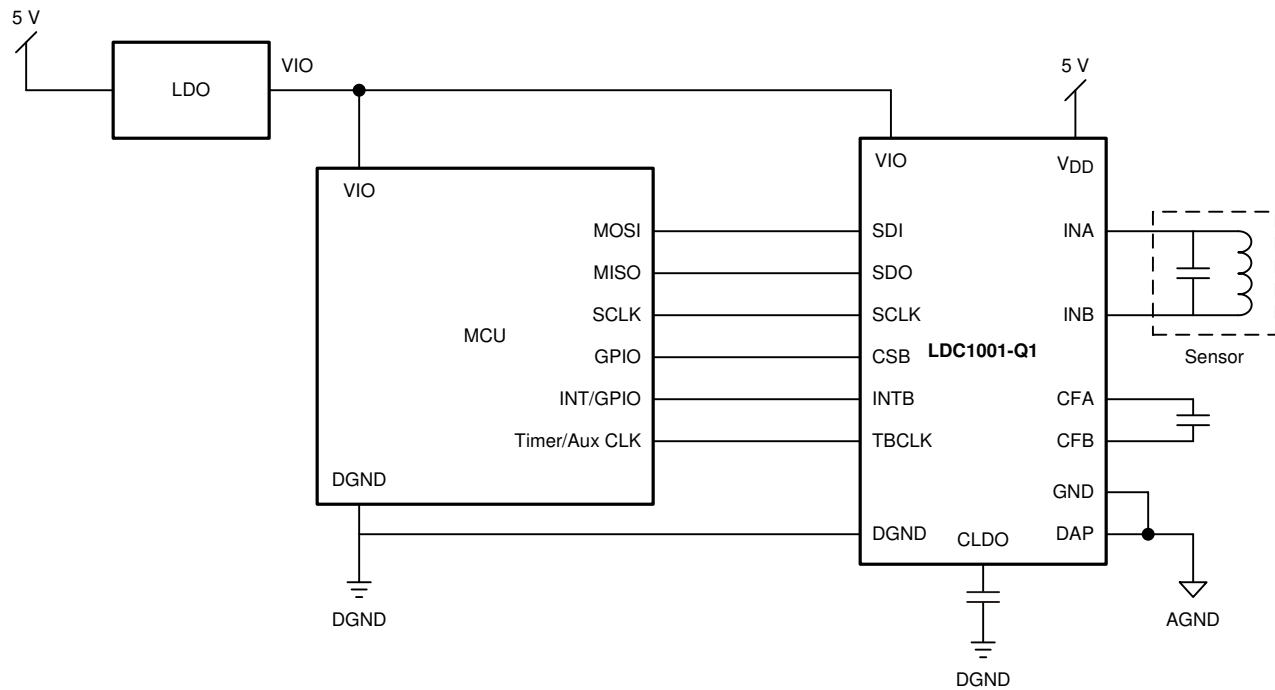 5 V
LDO
VIO
5 V
VIO
MOSI
MISO
SCLK
GPIO
INT/GPIO
Timer/Aux CLK
MCU
DGND
DGND
VIO
VDD
SDI
SDO
SCLK
CSB
INTB
TBCLK
DGND
LDC1001-Q1
INA
INB
CFA
CFB
GND
DAP
CLDO
Sensor
AGND
DGND